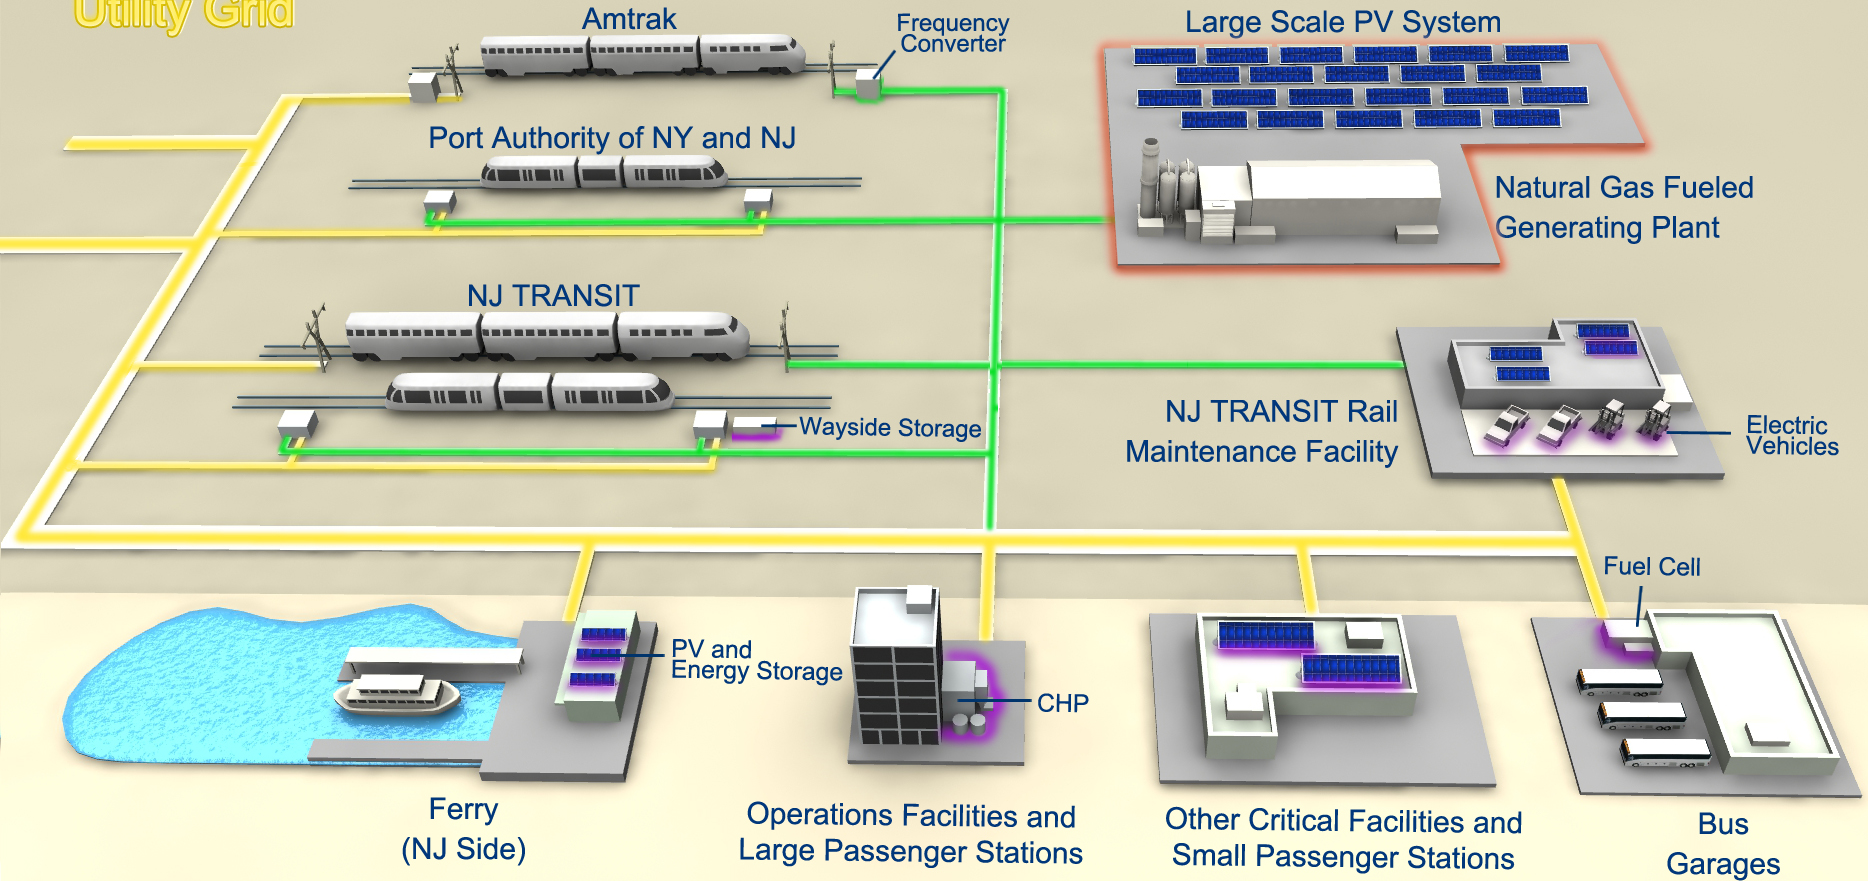 Utility Grid
Amtrak
Frequency
Converter
Large Scale PV System
Port Authority of NY and NJ
Natural Gas Fueled
Generating Plant
NJ TRANSIT
Wayside Storage
NJ TRANSIT Rail
Maintenance Facility
Electric
Vehicles
Fuel Cell
PV and
Energy Storage
CHP
Ferry
(NJ Side)
Operations Facilities and
Large Passenger Stations
Other Critical Facilities and
Small Passenger Stations
Bus
Garages